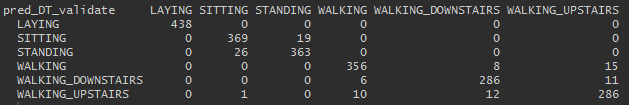 pred_DT_validate LAYING SITTING STANDING WALKING WALKING_DOWNSTAIRS WALKING_UPSTAIRS
LAYING 438 0 0 0 0 0
SITTING 0 369 19 0 0 0
STANDING 0 26 363 0 0 0
WALKING 0 0 0 356 8 15
WALKING_DOWNSTAIRS 0 0 0 6 286 11
WALKING_UPSTAIRS 0 1 0 10 12 286